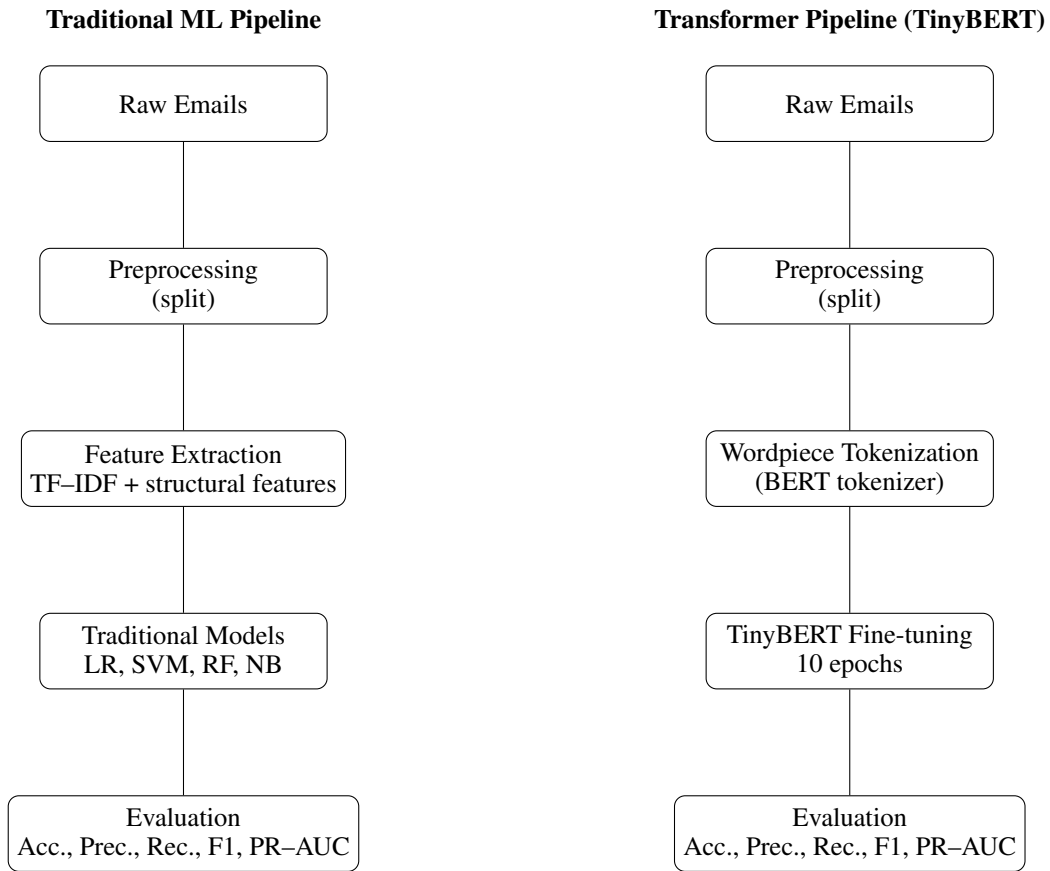 Traditional ML Pipeline
Raw Emails
Preprocessing
(split)
Feature Extraction
TF–IDF + structural features
Traditional Models
LR, SVM, RF, NB
Evaluation
Acc., Prec., Rec., F1, PR–AUC
Transformer Pipeline (TinyBERT)
Raw Emails
Preprocessing
(split)
Wordpiece Tokenization
(BERT tokenizer)
TinyBERT Fine-tuning
10 epochs
Evaluation
Acc., Prec., Rec., F1, PR–AUC